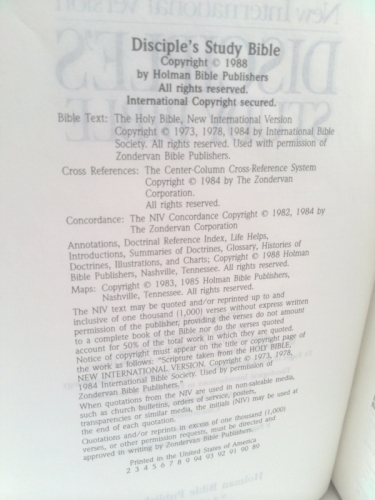 Disciple's Study Bible
Copyright © 1988
by Holman Bible Publishers
All rights reserved.
International Copyright secured.
Bible Text: The Holy Bible, New International Version
Copyright © 1973, 1978, 1984 by International Bible
Society. All rights reserved. Used with permission of
Zondervan Bible Publishers.
Cross References: The Center-Column Cross-Reference System
Copyright © 1984 by The Zondervan
Corporation.
All rights reserved.
Concordance: The NIV Concordance Copyright © 1982, 1984 by
The Zondervan Corporation
Annotations, Doctrinal Reference Index, Life Helps,
Introductions, Summaries of Doctrines, Glossary, Histories of
Doctrines, Illustrations, and Charts; Copyright © 1988 Holman
Bible Publishers, Nashville, Tennessee. All rights reserved.
Maps: Copyright © 1983, 1985 Holman Bible Publishers,
Nashville, Tennessee. All rights reserved.
The NIV text may be quoted and/or reprinted up to and
inclusive of one thousand (1,000) verses without express written
permission of the publisher, providing the verses do not amount
to a complete book of the Bible nor do the verses quoted
account for 50% of the total work in which they are quoted.
Notice of copyright must appear on the title or copyright page of
the work as follows: "Scripture taken from the HOLY BIBLE,
NEW INTERNATIONAL VERSION. Copyright © 1973, 1978,
1984 International Bible Society. Used by permission of
Zondervan Bible Publishers."
When quotations from the NIV are used in non-saleable media,
such as church bulletins, orders of service, posters,
transparencies or similar media, the initials (NIV) may be used at
the end of each quotation.
Quotations and/or reprints in excess of one thousand (1,000)
verses, or other permission requests, must be directed and
approved in writing by Zondervan Bible Publishers.
Printed in the United States of America
2 3 4 5 6 7 8 9 94 93 92 91 90 89